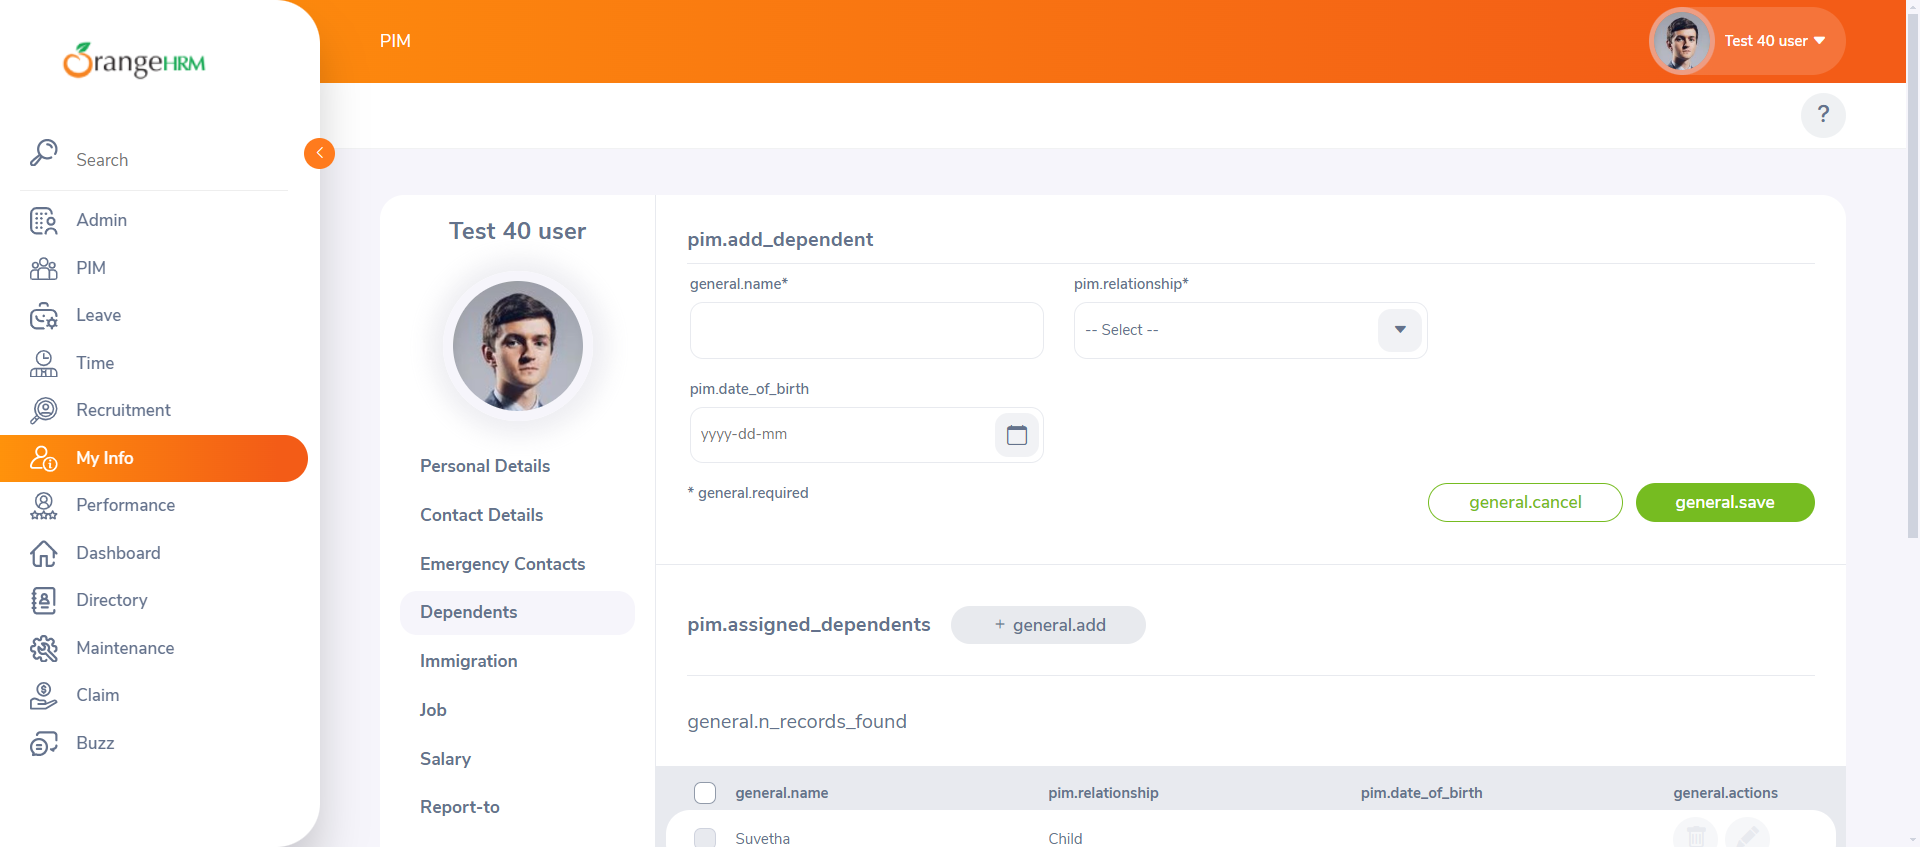 OrangeHRM
PIM
Test 40 user
?
Search
Admin
PIM
Leave
Time
Recruitment
My Info
Performance
Dashboard
Directory
Maintenance
Claim
Buzz
Test 40 user
Personal Details
Contact Details
Emergency Contacts
Dependents
Immigration
Job
Salary
Report-to
pim.add_dependent
general.name*
pim.relationship*
-- Select --
pim.date_of_birth
yyyy-dd-mm
* general.required
general.cancel
general.save
pim.assigned_dependents
+ general.add
general.n_records_found
general.name
pim.relationship
pim.date_of_birth
general.actions
Suvetha
Child